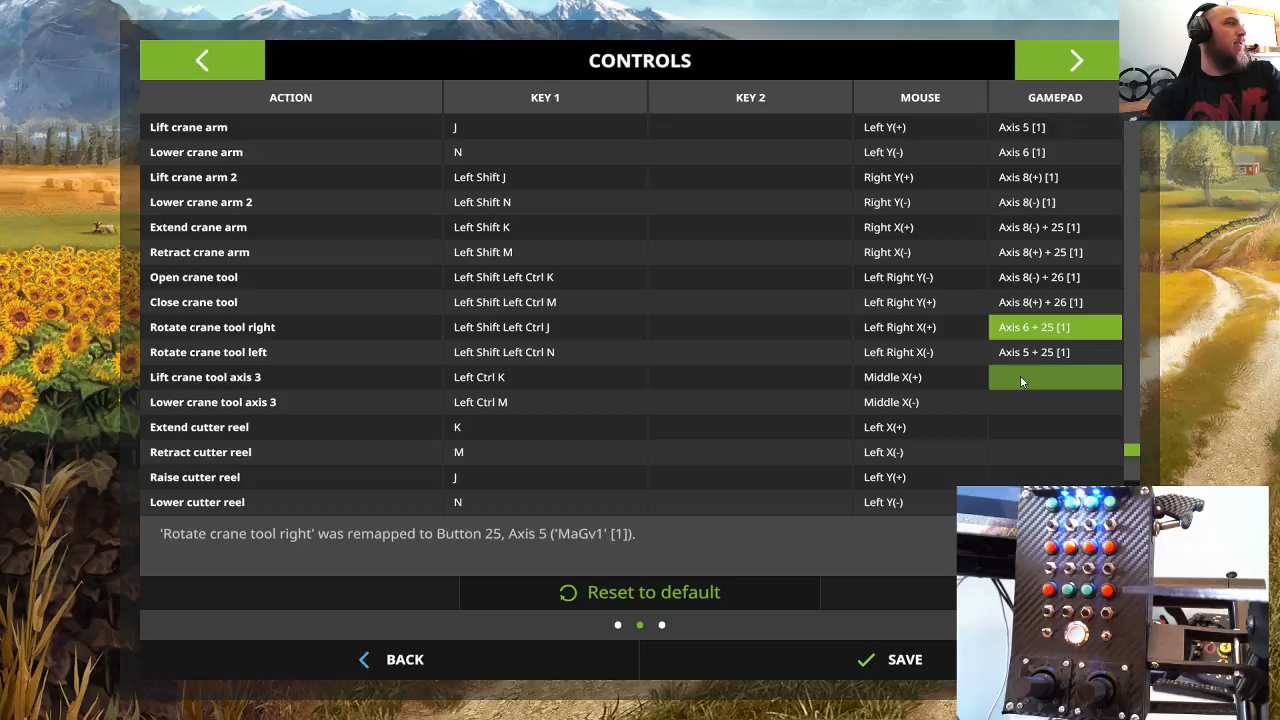 CONTROLS
ACTION KEY 1 KEY 2 MOUSE GAMEPAD
Lift crane arm J Left Y(+) Axis 5 [1]
Lower crane arm N Left Y(-) Axis 6 [1]
Lift crane arm 2 Left Shift J Right Y(+) Axis 8(+) [1]
Lower crane arm 2 Left Shift N Right Y(-) Axis 8(-) [1]
Extend crane arm Left Shift K Right X(+) Axis 8(-) + 25 [1]
Retract crane arm Left Shift M Right X(-) Axis 8(+) + 25 [1]
Open crane tool Left Shift Left Ctrl K Left Right Y(-) Axis 8(-) + 26 [1]
Close crane tool Left Shift Left Ctrl M Left Right Y(+) Axis 8(+) + 26 [1]
Rotate crane tool right Left Shift Left Ctrl J Left Right X(+) Axis 6 + 25 [1]
Rotate crane tool left Left Shift Left Ctrl N Left Right X(-) Axis 5 + 25 [1]
Lift crane tool axis 3 Left Ctrl K Middle X(+)
Lower crane tool axis 3 Left Ctrl M Middle X(-)
Extend cutter reel K Left X(+)
Retract cutter reel M Left X(-)
Raise cutter reel J Left Y(+)
Lower cutter reel N Left Y(-)
'Rotate crane tool right' was remapped to Button 25, Axis 5 ('MaGv1' [1]).
Reset to default
BACK SAVE